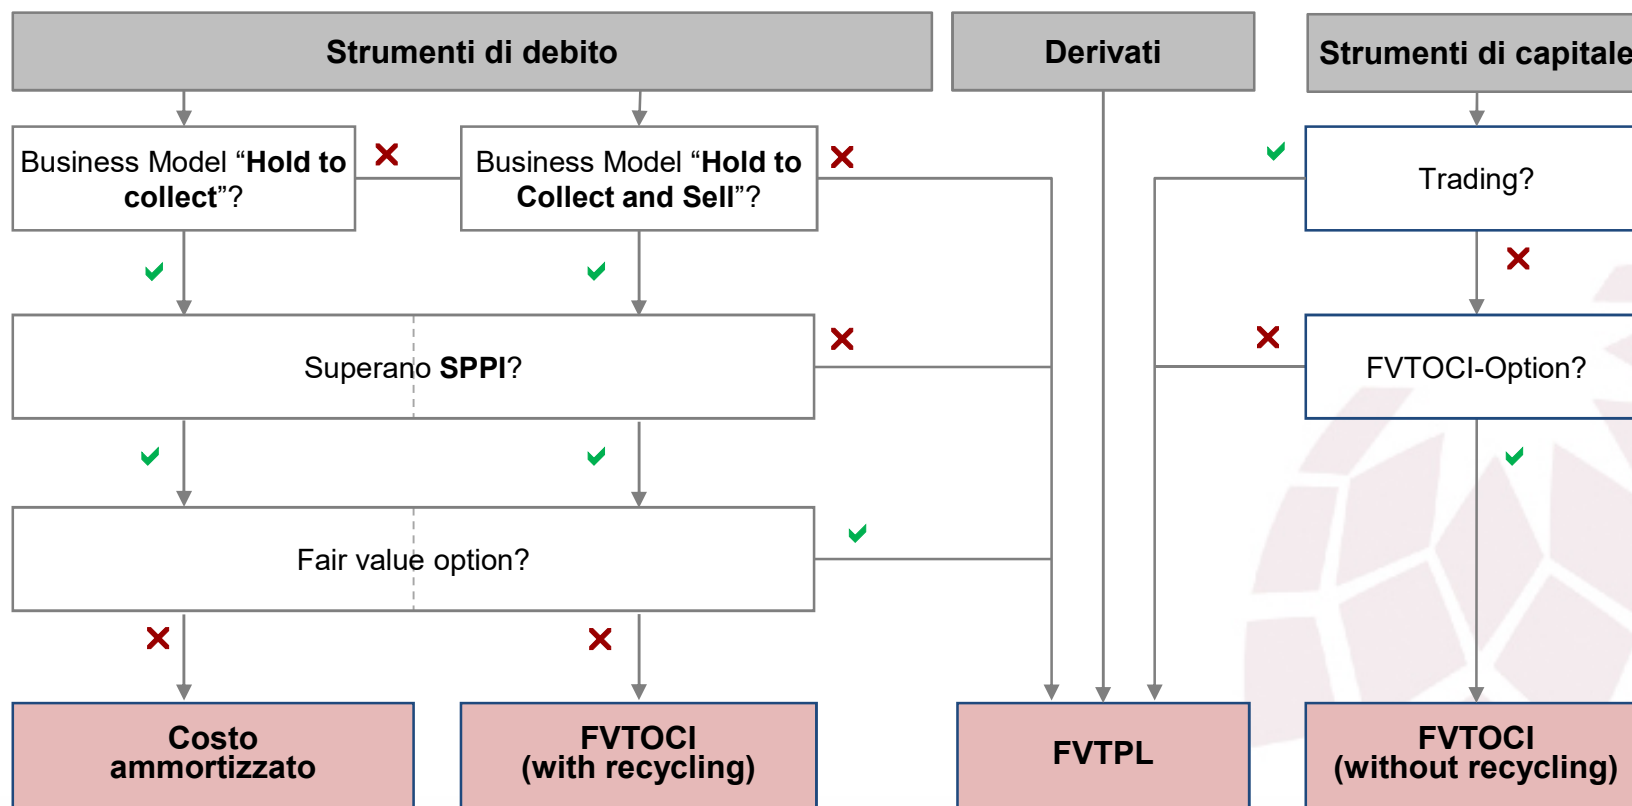 Strumenti di debito
Derivati
Strumenti di capitale
Business Model “Hold to
collect”?
Business Model “Hold to
Collect and Sell”?
Trading?
Superano SPPI?
FVTOCI-Option?
Fair value option?
Costo
ammortizzato
FVTOCI
(with recycling)
FVTPL
FVTOCI
(without recycling)